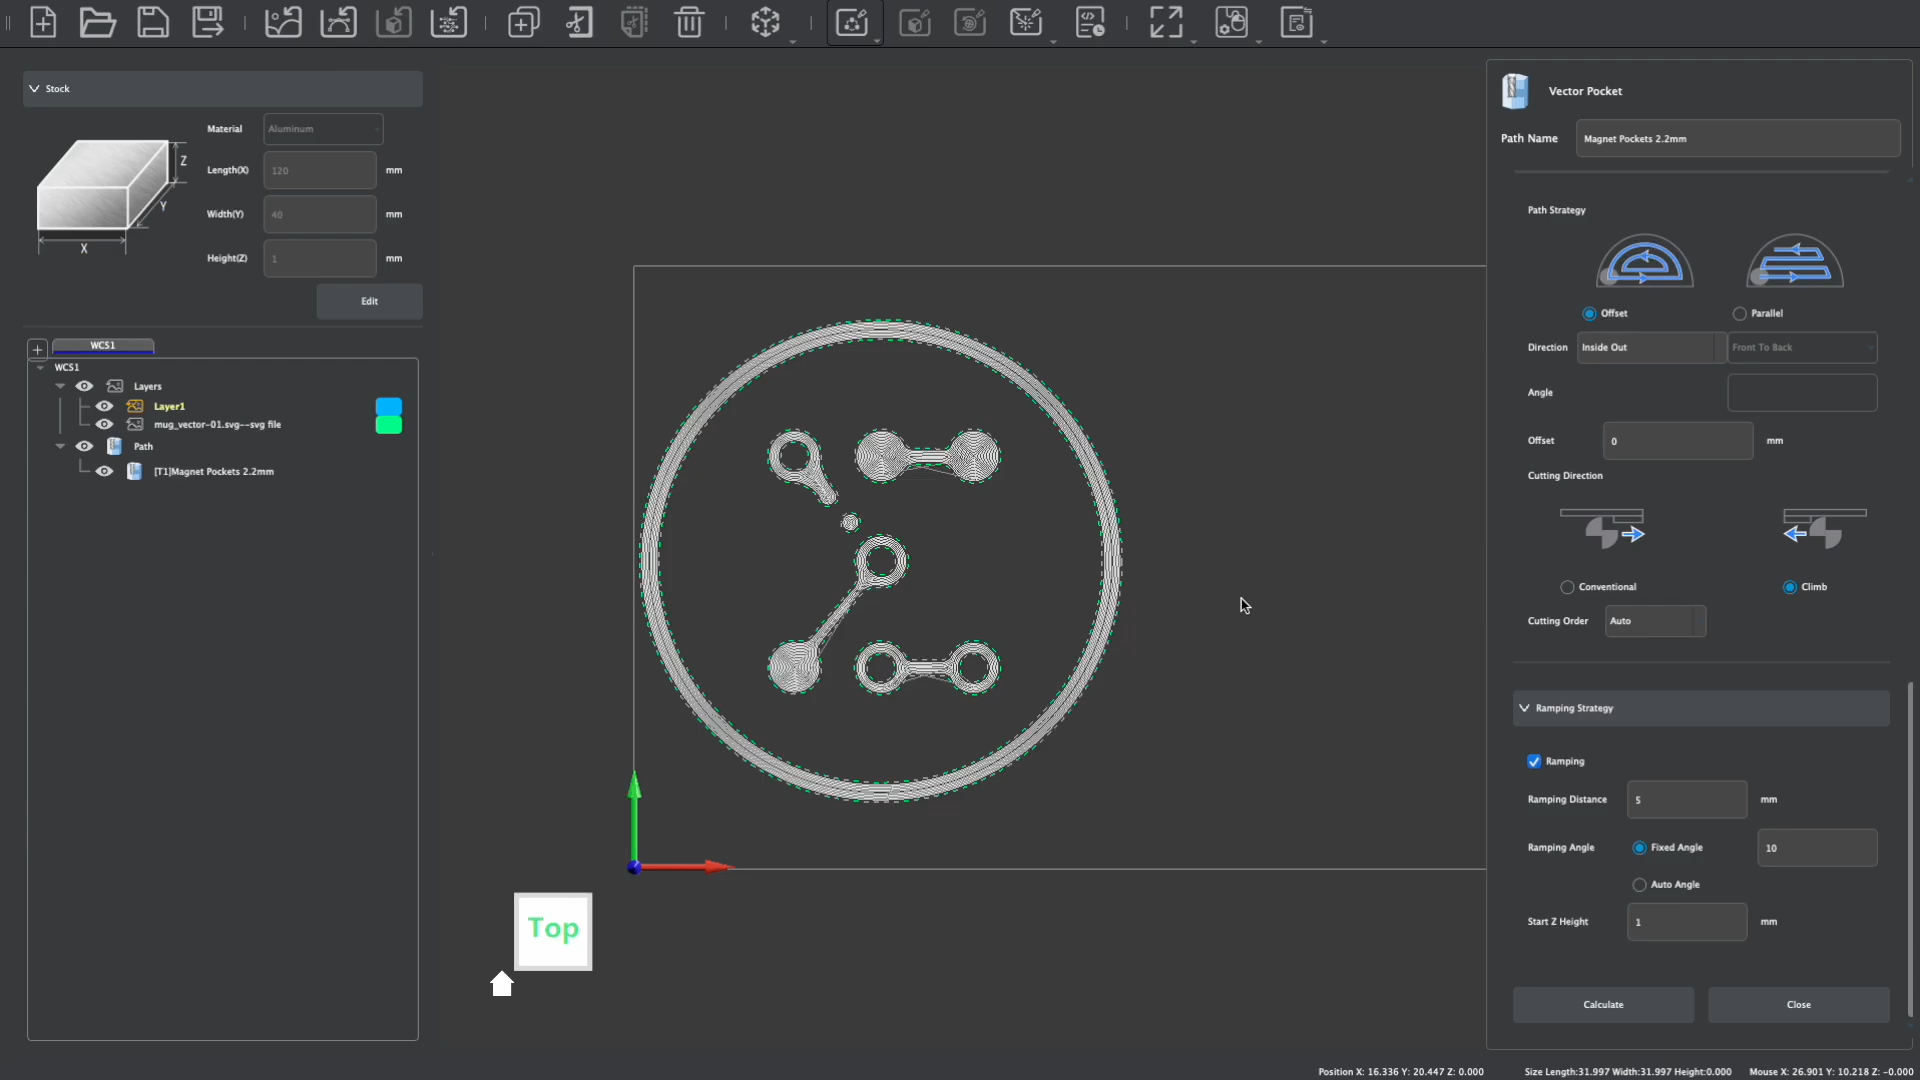 Stock
Material Aluminum
Z
Length(X) 120 mm
Y
Width(Y) 40 mm
X
Height(Z) 1 mm
Edit
+ WCS1
WCS1
Layers
Layer1
mug_vector-01.svg--svg file
Path
[T1]Magnet Pockets 2.2mm
Top
Vector Pocket
Path Name Magnet Pockets 2.2mm
Path Strategy
Offset Parallel
Direction Inside Out Front To Back
Angle
Offset 0 mm
Cutting Direction
Conventional Climb
Cutting Order Auto
Ramping Strategy
Ramping
Ramping Distance 5 mm
Ramping Angle Fixed Angle 10
Auto Angle
Start Z Height 1 mm
Calculate Close
Position X: 16.336 Y: 20.447 Z: 0.000 Size Length:31.997 Width:31.997 Height:0.000 Mouse X: 26.901 Y: 10.218 Z: -0.000